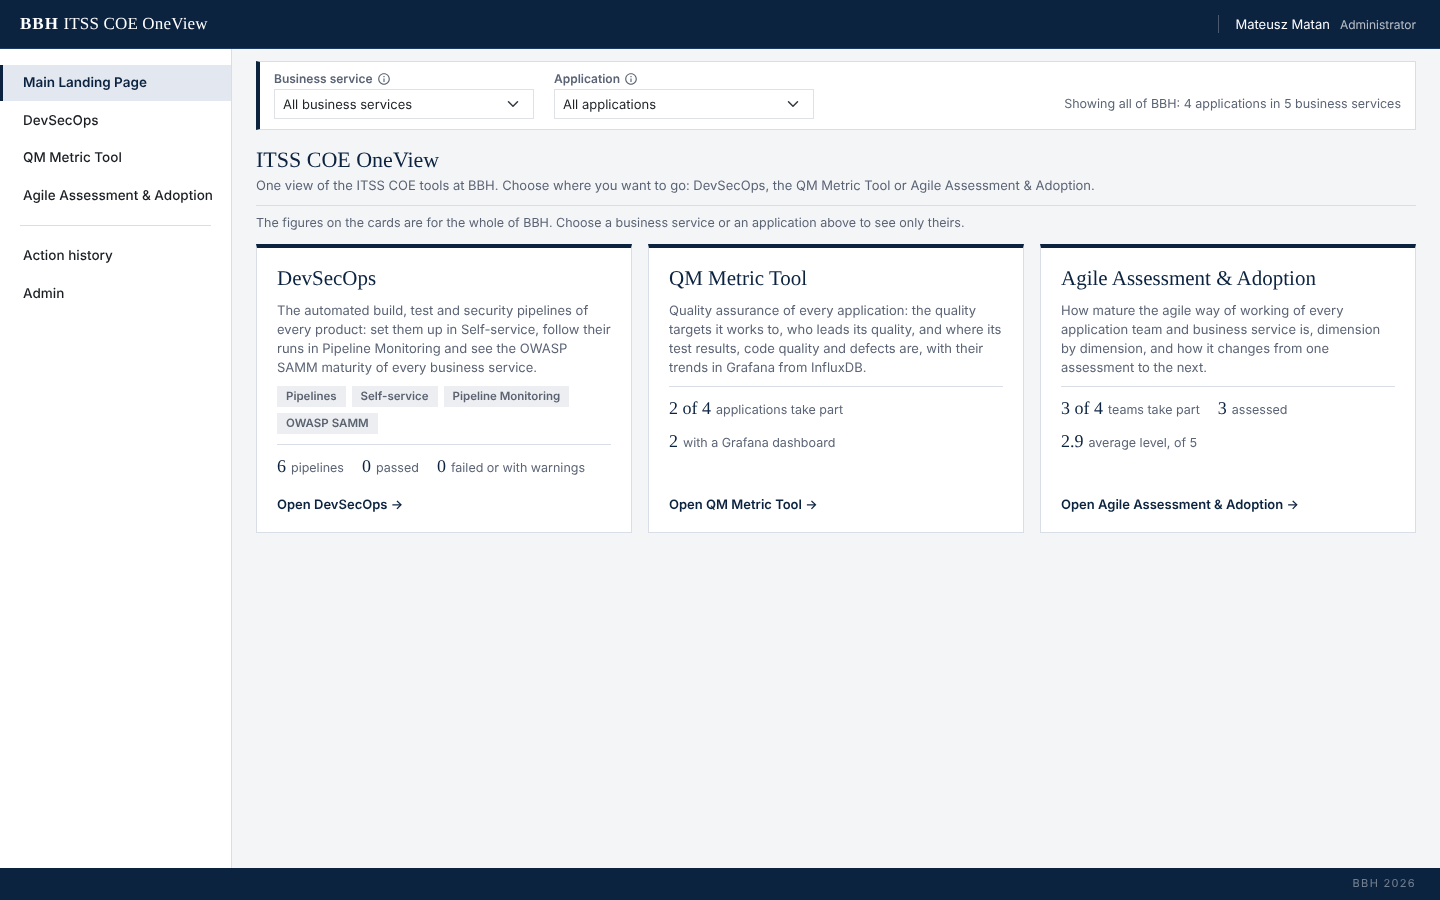 BBH ITSS COE OneView
Mateusz Matan Administrator
Main Landing Page
DevSecOps
QM Metric Tool
Agile Assessment & Adoption
Action history
Admin
Business service
All business services
Application
All applications
Showing all of BBH: 4 applications in 5 business services
ITSS COE OneView
One view of the ITSS COE tools at BBH. Choose where you want to go: DevSecOps, the QM Metric Tool or Agile Assessment & Adoption.
The figures on the cards are for the whole of BBH. Choose a business service or an application above to see only theirs.
DevSecOps
The automated build, test and security pipelines of
every product: set them up in Self-service, follow their
runs in Pipeline Monitoring and see the OWASP
SAMM maturity of every business service.
Pipelines Self-service Pipeline Monitoring
OWASP SAMM
6 pipelines 0 passed 0 failed or with warnings
Open DevSecOps →
QM Metric Tool
Quality assurance of every application: the quality
targets it works to, who leads its quality, and where its
test results, code quality and defects are, with their
trends in Grafana from InfluxDB.
2 of 4 applications take part
2 with a Grafana dashboard
Open QM Metric Tool →
Agile Assessment & Adoption
How mature the agile way of working of every
application team and business service is, dimension
by dimension, and how it changes from one
assessment to the next.
3 of 4 teams take part 3 assessed
2.9 average level, of 5
Open Agile Assessment & Adoption →
BBH 2026